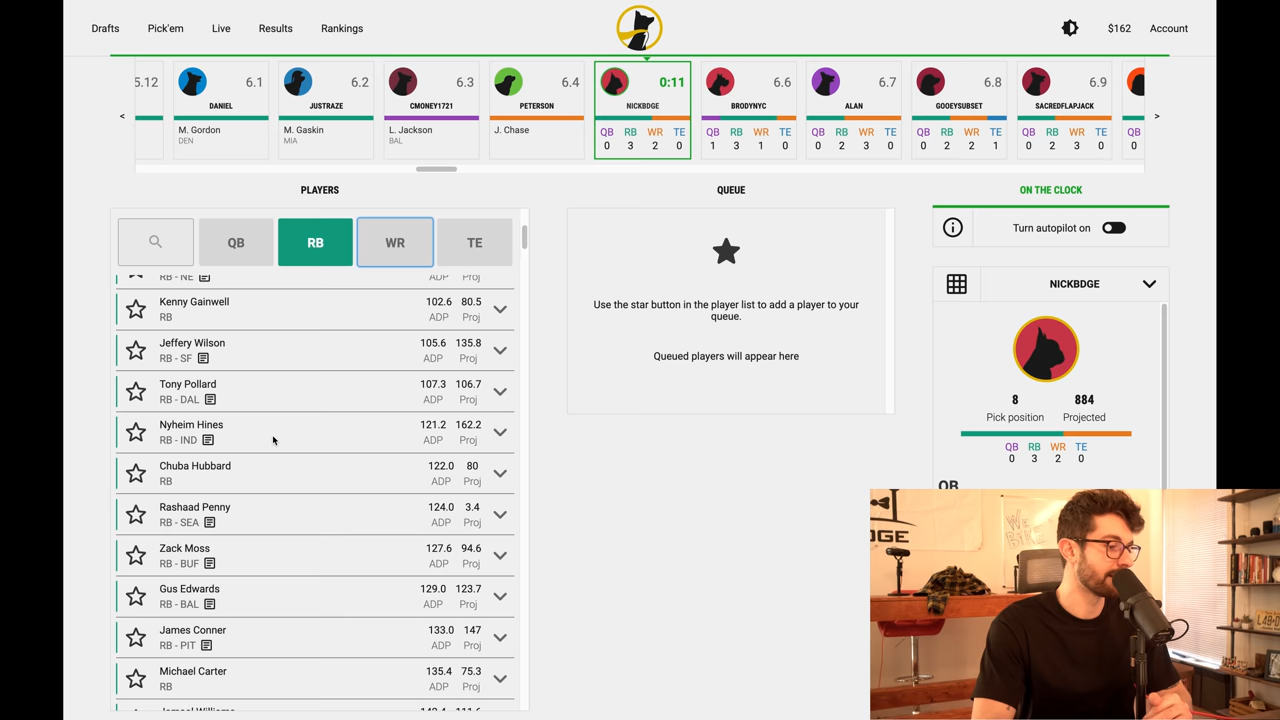 Drafts Pick'em Live Results Rankings $162 Account
5.12 6.1 6.2 6.3 6.4 0:11 6.6 6.7 6.8 6.9
DANIEL JUSTRAZE CMONEY1721 PETERSON NICKBDGE BRODYNYC ALAN GOOEYSUBSET SACREDFLAPJACK
M. Gordon M. Gaskin L. Jackson J. Chase QB RB WR TE QB RB WR TE QB RB WR TE QB RB WR TE QB RB WR TE QB
DEN MIA BAL 0 3 2 0 1 3 1 0 0 2 3 0 0 2 2 1 0 2 3 0 0
< >
PLAYERS
QB RB WR TE
RB - NE ADP Proj
Kenny Gainwell 102.6 80.5
RB ADP Proj
Jeffery Wilson 105.6 135.8
RB - SF ADP Proj
Tony Pollard 107.3 106.7
RB - DAL ADP Proj
Nyheim Hines 121.2 162.2
RB - IND ADP Proj
Chuba Hubbard 122.0 80
RB ADP Proj
Rashaad Penny 124.0 3.4
RB - SEA ADP Proj
Zack Moss 127.6 94.6
RB - BUF ADP Proj
Gus Edwards 129.0 123.7
RB - BAL ADP Proj
James Conner 133.0 147
RB - PIT ADP Proj
Michael Carter 135.4 75.3
RB ADP Proj
Jamaal Williams
QUEUE
Use the star button in the player list to add a player to your
queue.
Queued players will appear here
ON THE CLOCK
Turn autopilot on
NICKBDGE
8 884
Pick position Projected
QB RB WR TE
0 3 2 0
QB
WE
BIKE